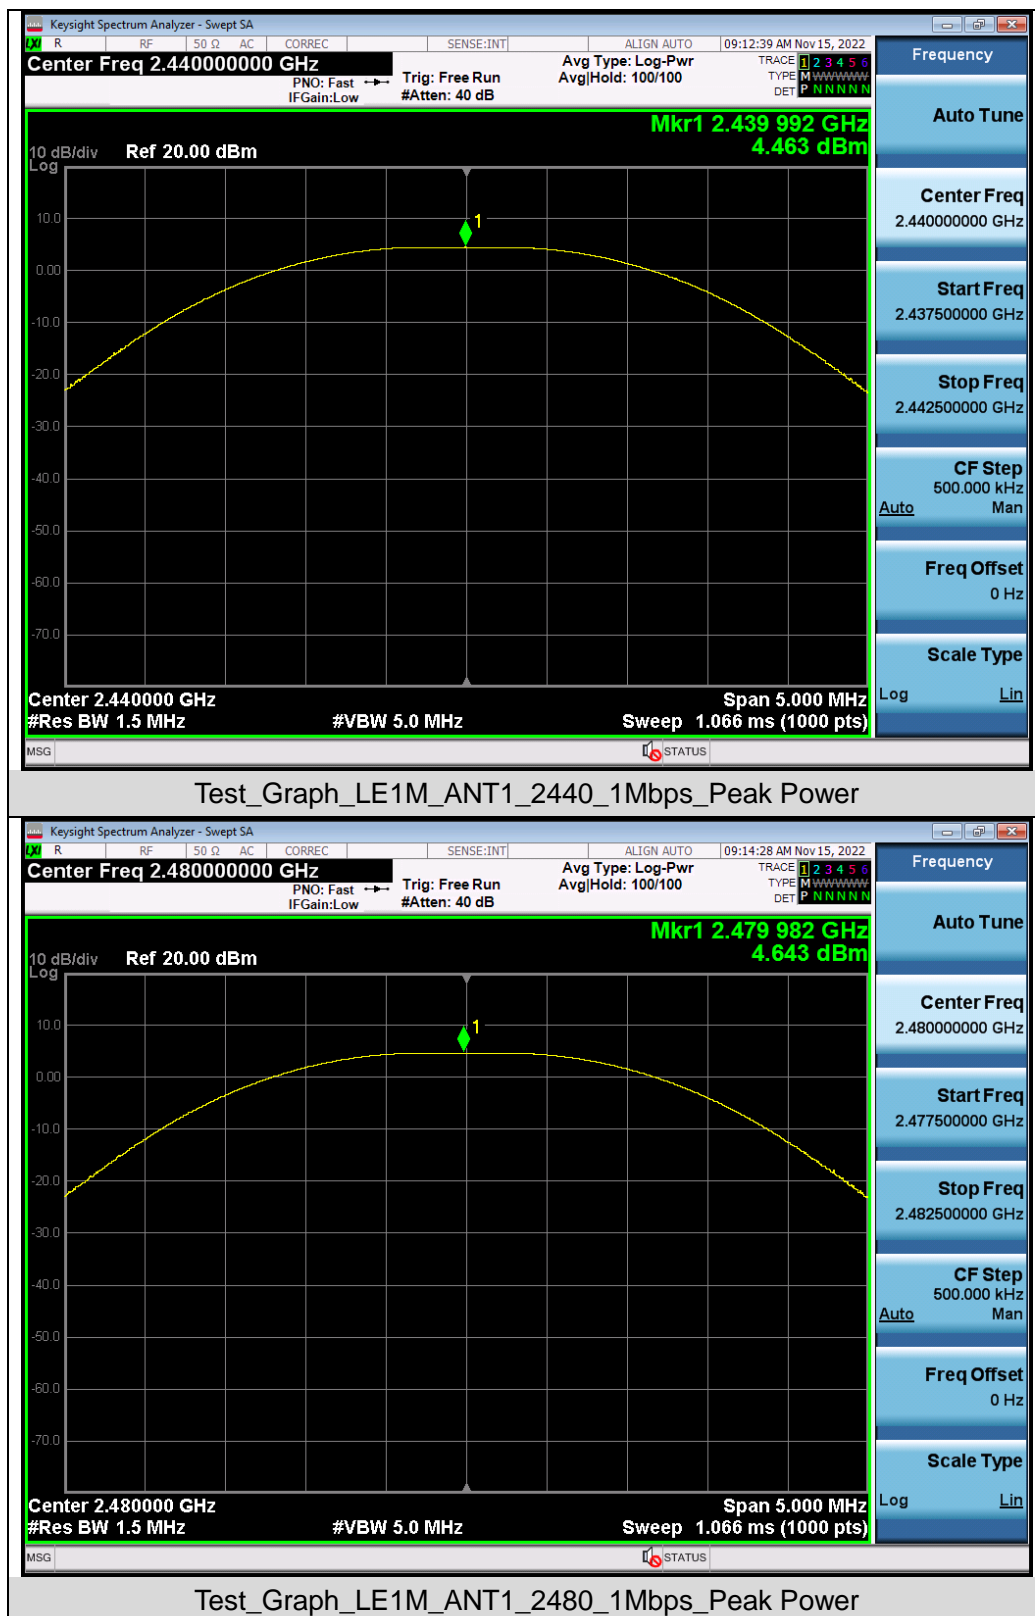 Keysight Spectrum Analyzer - Swept SA
LXI R RF 50 Ω AC CORREC SENSE:INT ALIGN AUTO 09:12:39 AM Nov 15, 2022
Center Freq 2.440000000 GHz
PNO: Fast
IFGain:Low
Trig: Free Run
#Atten: 40 dB
Avg Type: Log-Pwr
Avg|Hold: 100/100
TRACE 1 2 3 4 5 6
TYPE M WWWWW
DET P N N N N N
Mkr1 2.439 992 GHz
4.463 dBm
10 dB/div Ref 20.00 dBm
Log
1
10.0
0.00
-10.0
-20.0
-30.0
-40.0
-50.0
-60.0
-70.0
Center 2.440000 GHz Span 5.000 MHz
#Res BW 1.5 MHz #VBW 5.0 MHz Sweep 1.066 ms (1000 pts)
MSG STATUS
Frequency
Auto Tune
Center Freq
2.440000000 GHz
Start Freq
2.437500000 GHz
Stop Freq
2.442500000 GHz
CF Step
500.000 kHz
Auto Man
Freq Offset
0 Hz
Scale Type
Log Lin
Test_Graph_LE1M_ANT1_2440_1Mbps_Peak Power
Keysight Spectrum Analyzer - Swept SA
LXI R RF 50 Ω AC CORREC SENSE:INT ALIGN AUTO 09:14:28 AM Nov 15, 2022
Center Freq 2.480000000 GHz
PNO: Fast
IFGain:Low
Trig: Free Run
#Atten: 40 dB
Avg Type: Log-Pwr
Avg|Hold: 100/100
TRACE 1 2 3 4 5 6
TYPE M WWWWW
DET P N N N N N
Mkr1 2.479 982 GHz
4.643 dBm
10 dB/div Ref 20.00 dBm
Log
1
10.0
0.00
-10.0
-20.0
-30.0
-40.0
-50.0
-60.0
-70.0
Center 2.480000 GHz Span 5.000 MHz
#Res BW 1.5 MHz #VBW 5.0 MHz Sweep 1.066 ms (1000 pts)
MSG STATUS
Frequency
Auto Tune
Center Freq
2.480000000 GHz
Start Freq
2.477500000 GHz
Stop Freq
2.482500000 GHz
CF Step
500.000 kHz
Auto Man
Freq Offset
0 Hz
Scale Type
Log Lin
Test_Graph_LE1M_ANT1_2480_1Mbps_Peak Power